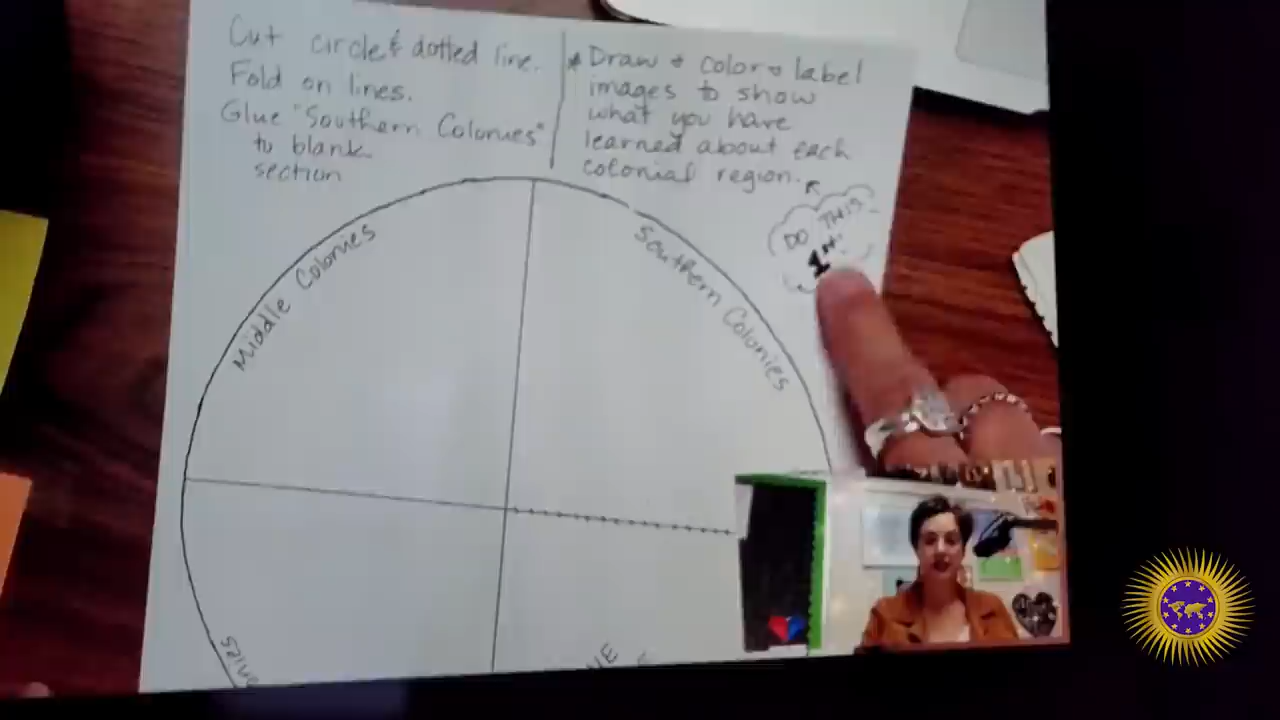 Cut circle & dotted line.
Fold on lines.
Glue "Southern Colonies"
to blank
section
* Draw & color & label
images to show
what you have
learned about each
colonial region.
DO THIS
1st!
Middle Colonies
Southern Colonies